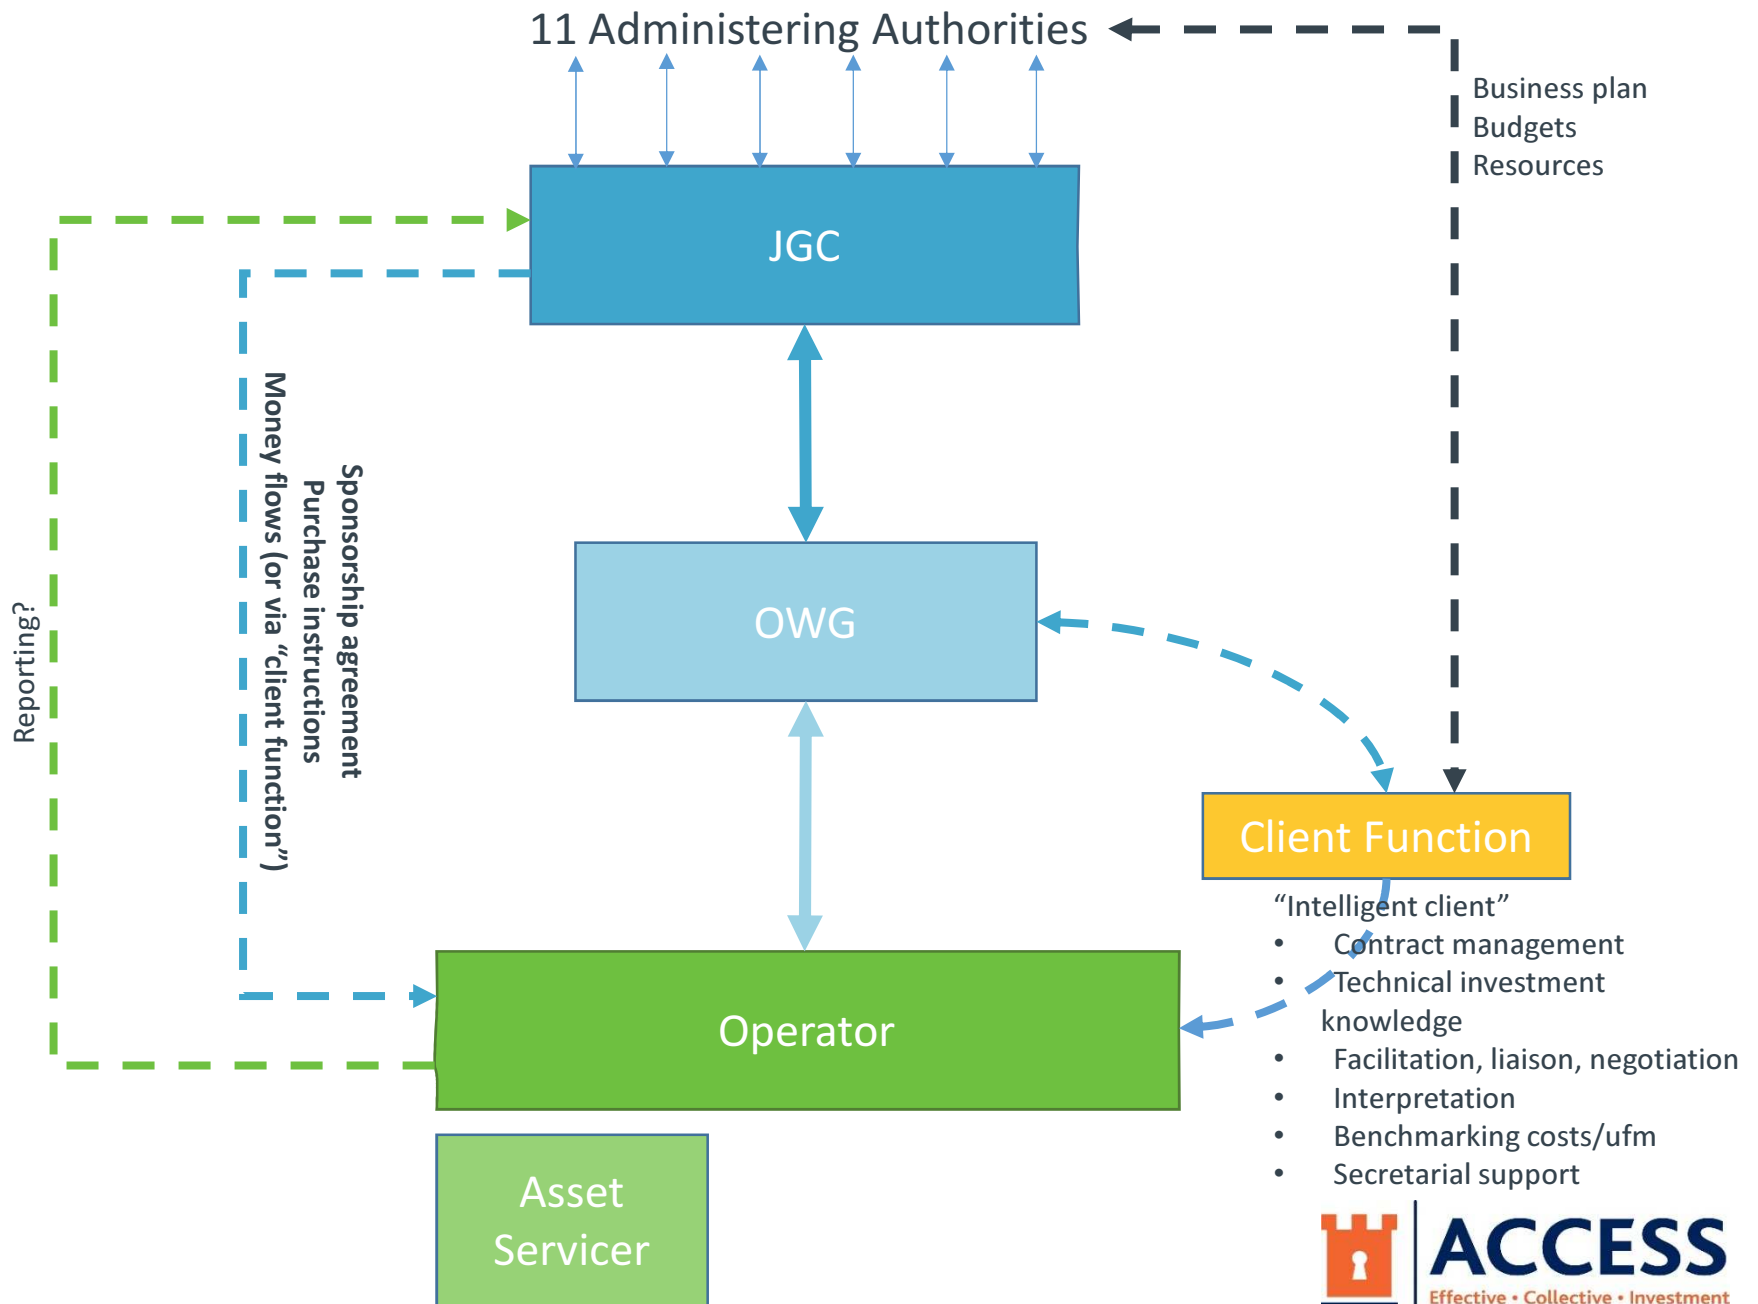 11 Administering Authorities
Business plan
Budgets
Resources
JGC
Reporting?
Sponsorship agreement
Purchase instructions
Money flows (or via “client function”)
OWG
Client Function
“Intelligent client”
• Contract management
• Technical investment
knowledge
• Facilitation, liaison, negotiation
• Interpretation
• Benchmarking costs/ufm
• Secretarial support
Operator
Asset
Servicer
ACCESS
Effective • Collective • Investment